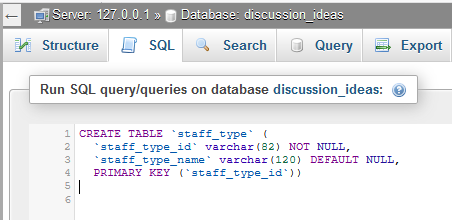 ← Server: 127.0.0.1 » Database: discussion_ideas
Structure SQL Search Query Export
Run SQL query/queries on database discussion_ideas:
1 CREATE TABLE `staff_type` (
2 `staff_type_id` varchar(82) NOT NULL,
3 `staff_type_name` varchar(120) DEFAULT NULL,
4 PRIMARY KEY (`staff_type_id`))
5
6